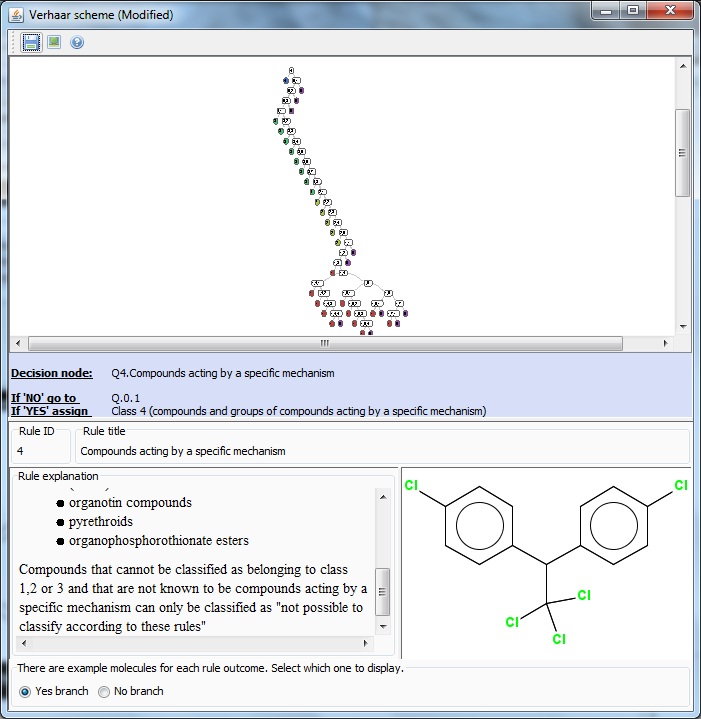 Verhaar scheme (Modified)
Decision node: Q4.Compounds acting by a specific mechanism
If 'NO' go to Q.0.1
If 'YES' assign Class 4 (compounds and groups of compounds acting by a specific mechanism)
Rule ID
4
Rule title
Compounds acting by a specific mechanism
Rule explanation
organotin compounds
pyrethroids
organophosphorothionate esters
Compounds that cannot be classified as belonging to class
1,2 or 3 and that are not known to be compounds acting by a
specific mechanism can only be classified as "not possible to
classify according to these rules"
Cl Cl
Cl
Cl
Cl
There are example molecules for each rule outcome. Select which one to display.
Yes branch No branch